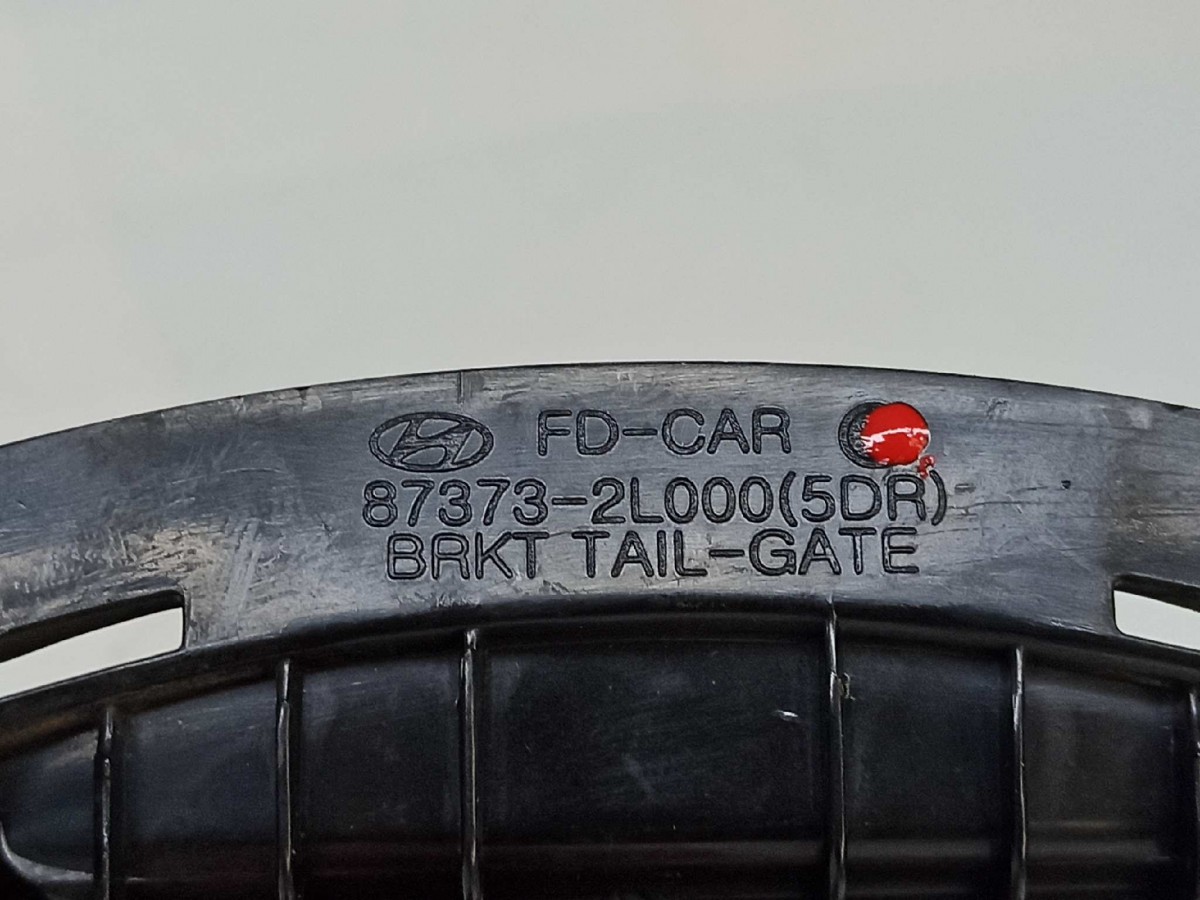 FD-CAR
87373-2L000(5DR)
BRKT TAIL-GATE